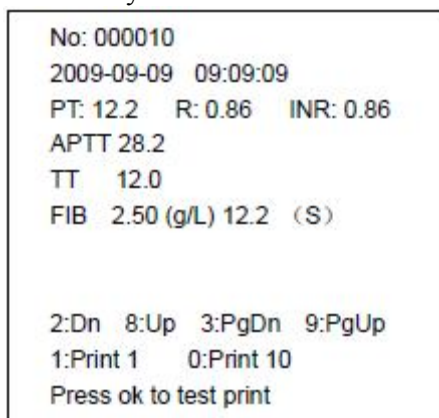 No: 000010
2009-09-09 09:09:09
PT: 12.2 R: 0.86 INR: 0.86
APTT 28.2
TT 12.0
FIB 2.50 (g/L) 12.2 （S）
2:Dn 8:Up 3:PgDn 9:PgUp
1:Print 1 0:Print 10
Press ok to test print